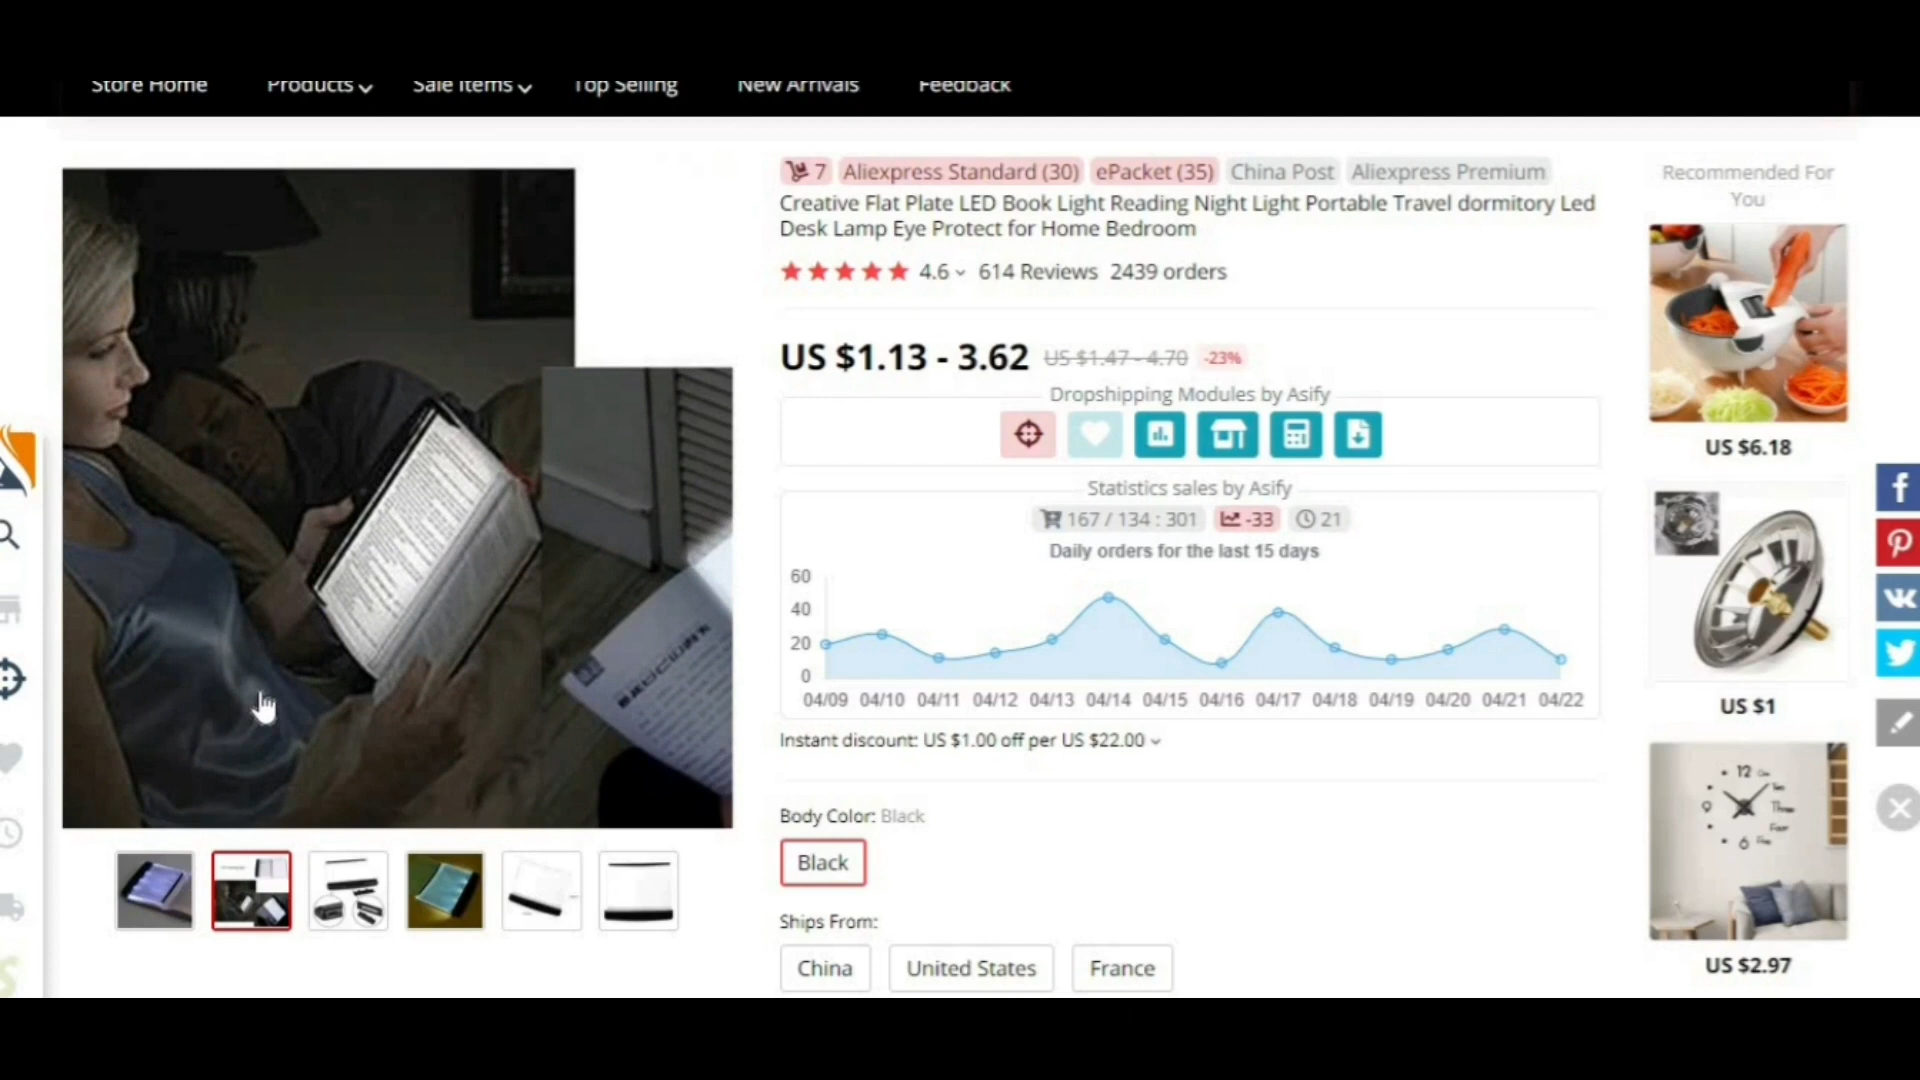 Store Home Products Sale Items Top Selling New Arrivals Feedback
7 Aliexpress Standard (30) ePacket (35) China Post Aliexpress Premium
Creative Flat Plate LED Book Light Reading Night Light Portable Travel dormitory Led
Desk Lamp Eye Protect for Home Bedroom
4.6 614 Reviews 2439 orders
US $1.13 - 3.62 US $1.47 - 4.70 -23%
Dropshipping Modules by Asify
Statistics sales by Asify
167 / 134 : 301 -33 21
Daily orders for the last 15 days
60
40
20
0
04/09 04/10 04/11 04/12 04/13 04/14 04/15 04/16 04/17 04/18 04/19 04/20 04/21 04/22
Instant discount: US $1.00 off per US $22.00
Body Color: Black
Black
Ships From:
China United States France
Recommended For
You
US $6.18
US $1
12
US $2.97